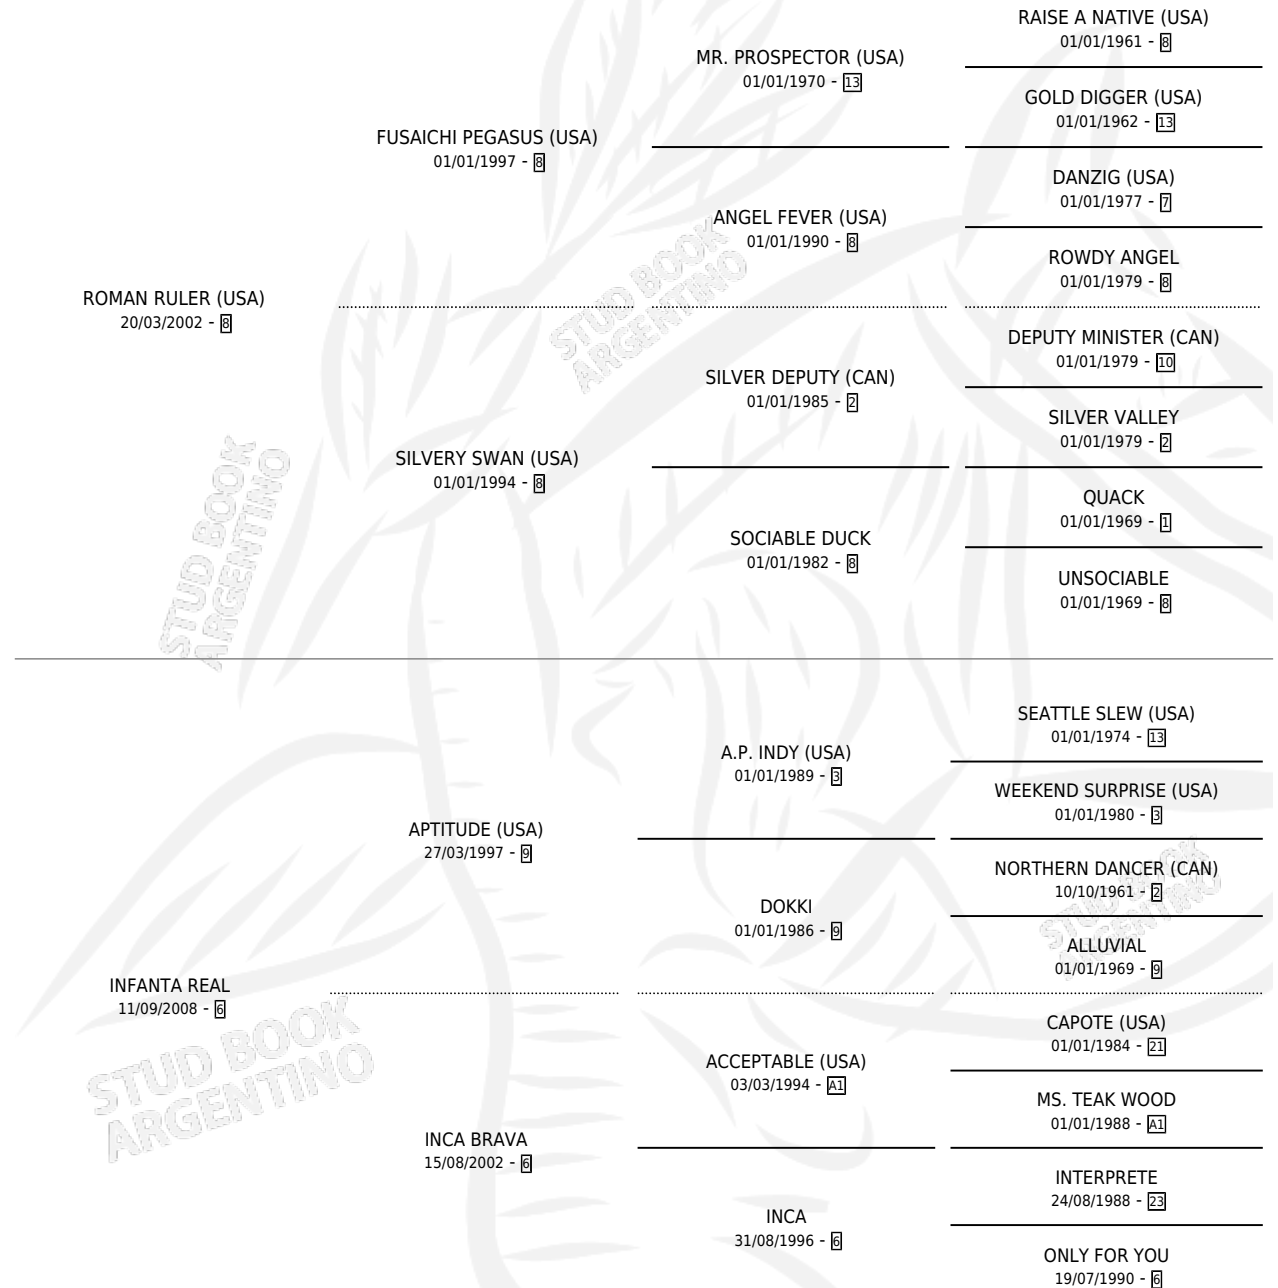 RAISE A NATIVE (USA)
01/01/1961 - 8
MR. PROSPECTOR (USA)
01/01/1970 - 13
GOLD DIGGER (USA)
01/01/1962 - 13
FUSAICHI PEGASUS (USA)
01/01/1997 - 8
DANZIG (USA)
01/01/1977 - 7
ANGEL FEVER (USA)
01/01/1990 - 8
ROWDY ANGEL
01/01/1979 - 8
ROMAN RULER (USA)
20/03/2002 - 8
STUD BOOK
ARGENTINO
DEPUTY MINISTER (CAN)
01/01/1979 - 10
SILVER DEPUTY (CAN)
01/01/1985 - 2
SILVER VALLEY
01/01/1979 - 2
SILVERY SWAN (USA)
01/01/1994 - 8
QUACK
01/01/1969 - 1
SOCIABLE DUCK
01/01/1982 - 8
UNSOCIABLE
01/01/1969 - 8
STUD BOOK
ARGENTINO
SEATTLE SLEW (USA)
01/01/1974 - 13
A.P. INDY (USA)
01/01/1989 - 3
WEEKEND SURPRISE (USA)
01/01/1980 - 3
APTITUDE (USA)
27/03/1997 - 9
NORTHERN DANCER (CAN)
10/10/1961 - 2
DOKKI
01/01/1986 - 9
STUD BOOK
ARGENTINO
ALLUVIAL
01/01/1969 - 9
INFANTA REAL
11/09/2008 - 6
STUD BOOK
ARGENTINO
CAPOTE (USA)
01/01/1984 - 21
ACCEPTABLE (USA)
03/03/1994 - A1
MS. TEAK WOOD
01/01/1988 - A1
INCA BRAVA
15/08/2002 - 6
INTERPRETE
24/08/1988 - 23
INCA
31/08/1996 - 6
ONLY FOR YOU
19/07/1990 - 6